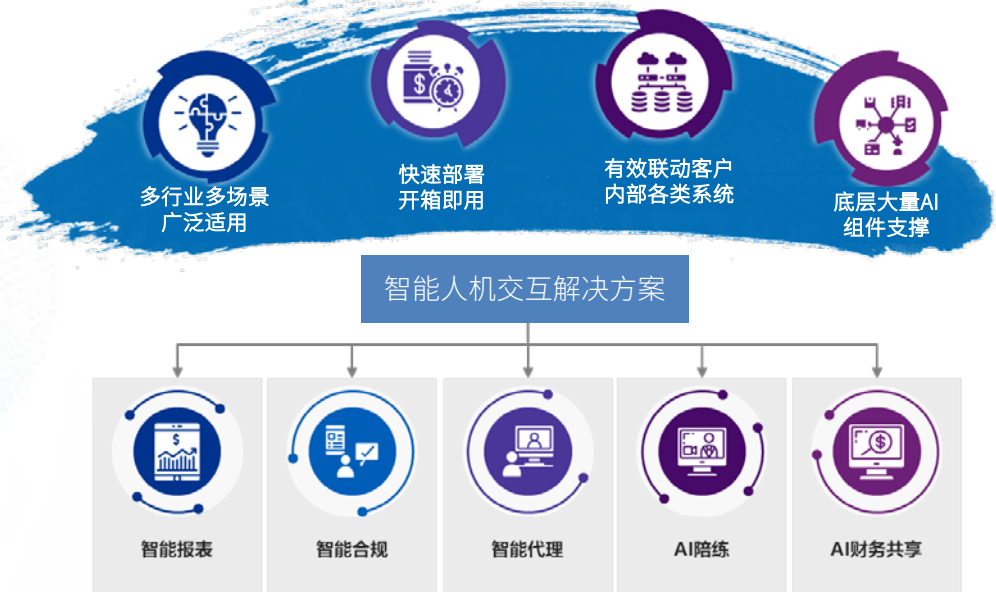 多行业多场景
广泛适用
快速部署
开箱即用
有效联动客户
内部各类系统
底层大量AI
组件支撑
智能人机交互解决方案
智能报表
智能合规
智能代理
AI陪练
AI财务共享